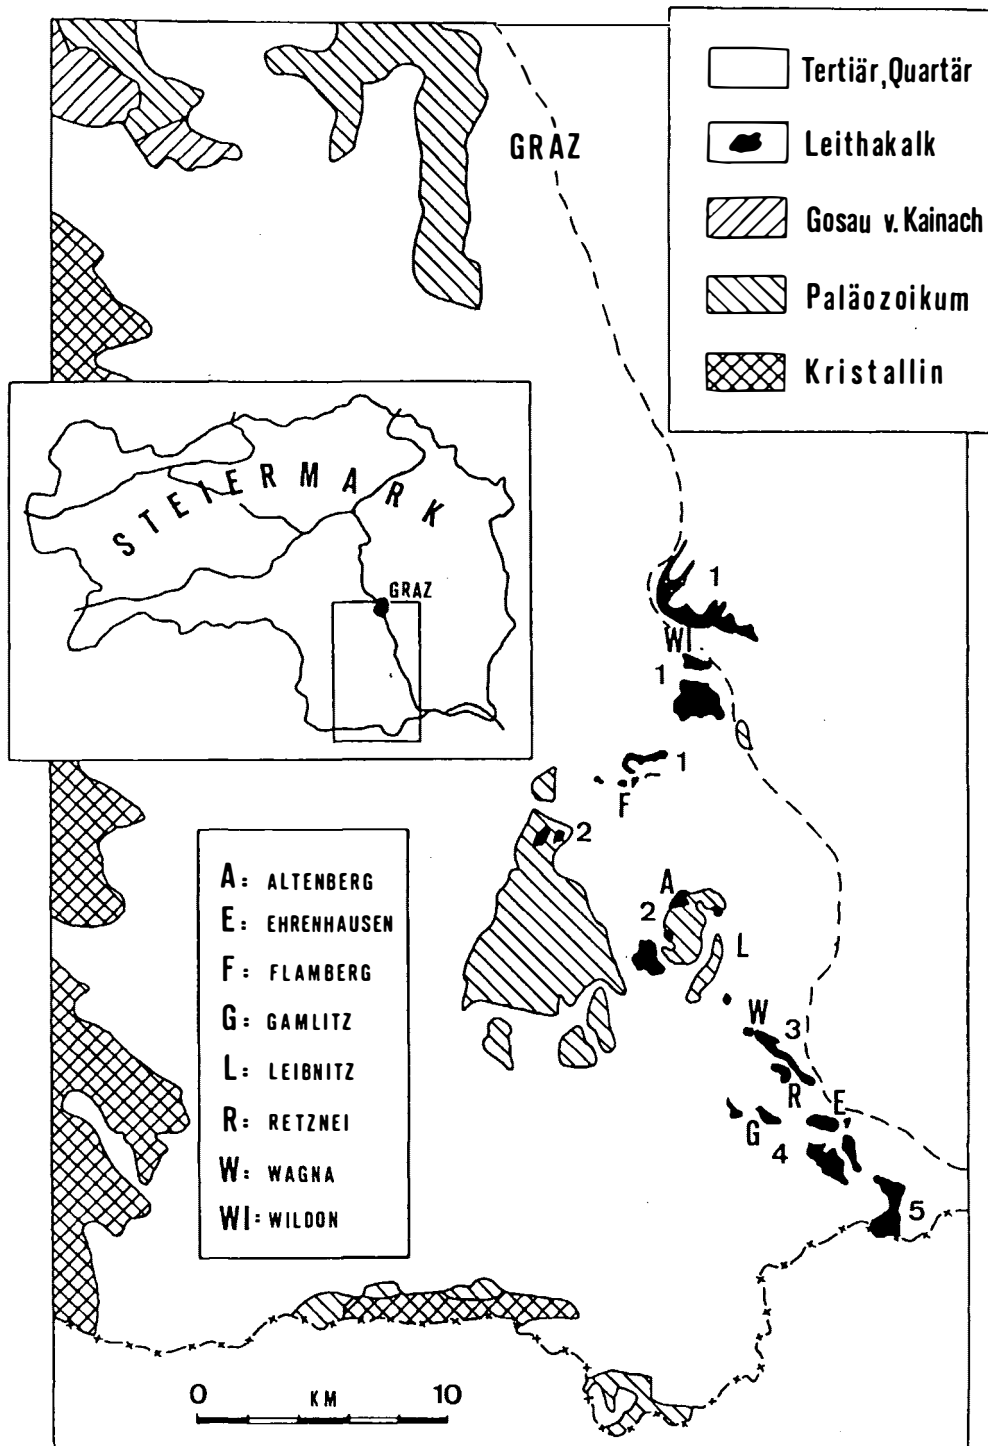 GRAZ
Tertiär, Quartär
Leithakalk
Gosau v. Kainach
Paläozoikum
Kristallin
STEIERMARK
GRAZ
1
WI
1
1
F
2
A
2
L
W
3
R
E
G
4
5
A: ALTENBERG
E: EHRENHAUSEN
F: FLAMBERG
G: GAMLITZ
L: LEIBNITZ
R: RETZNEI
W: WAGNA
WI: WILDON
0 KM 10